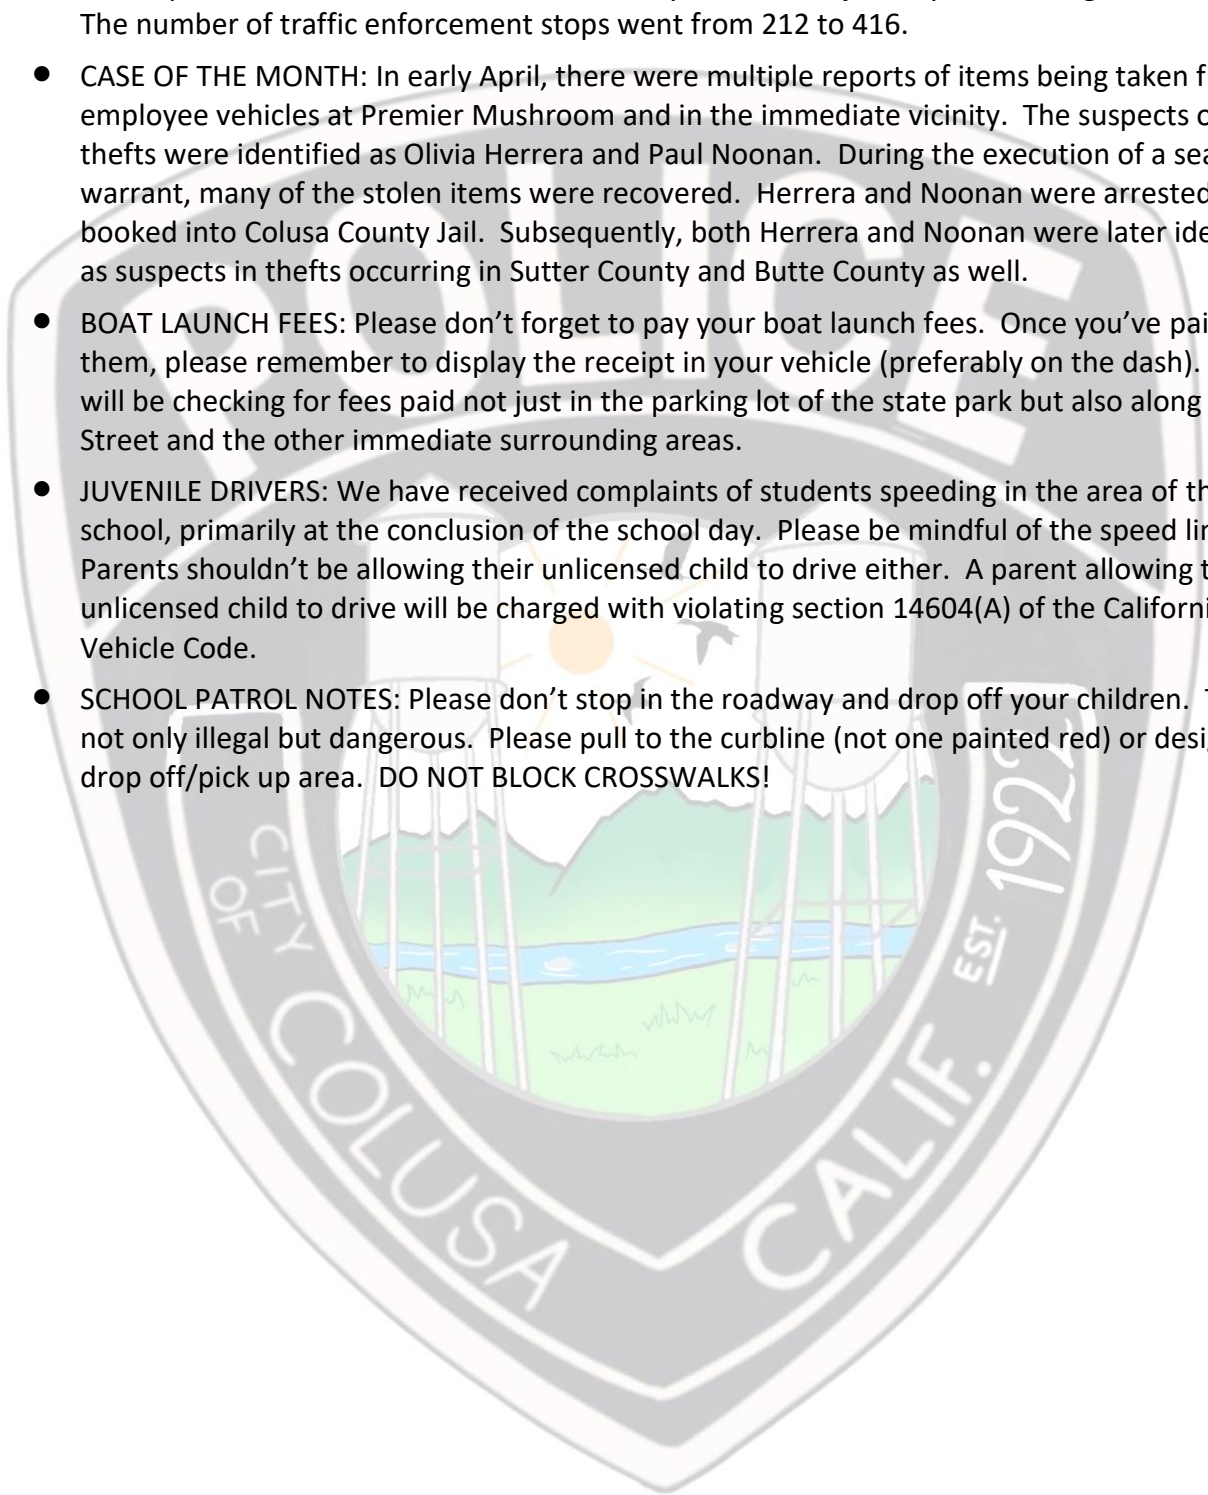 The number of traffic enforcement stops went from 212 to 416.
• CASE OF THE MONTH: In early April, there were multiple reports of items being taken f
employee vehicles at Premier Mushroom and in the immediate vicinity. The suspects o
thefts were identified as Olivia Herrera and Paul Noonan. During the execution of a sea
warrant, many of the stolen items were recovered. Herrera and Noonan were arrested
booked into Colusa County Jail. Subsequently, both Herrera and Noonan were later ide
as suspects in thefts occurring in Sutter County and Butte County as well.
• BOAT LAUNCH FEES: Please don't forget to pay your boat launch fees. Once you've pai
them, please remember to display the receipt in your vehicle (preferably on the dash).
will be checking for fees paid not just in the parking lot of the state park but also along
Street and the other immediate surrounding areas.
• JUVENILE DRIVERS: We have received complaints of students speeding in the area of th
school, primarily at the conclusion of the school day. Please be mindful of the speed lin
Parents shouldn't be allowing their unlicensed child to drive either. A parent allowing t
unlicensed child to drive will be charged with violating section 14604(A) of the Californi
Vehicle Code.
• SCHOOL PATROL NOTES: Please don't stop in the roadway and drop off your children. T
not only illegal but dangerous. Please pull to the curbline (not one painted red) or desig
drop off/pick up area. DO NOT BLOCK CROSSWALKS!
POLICE
CITY
OF
COLUSA
CALIF.
EST. 1922